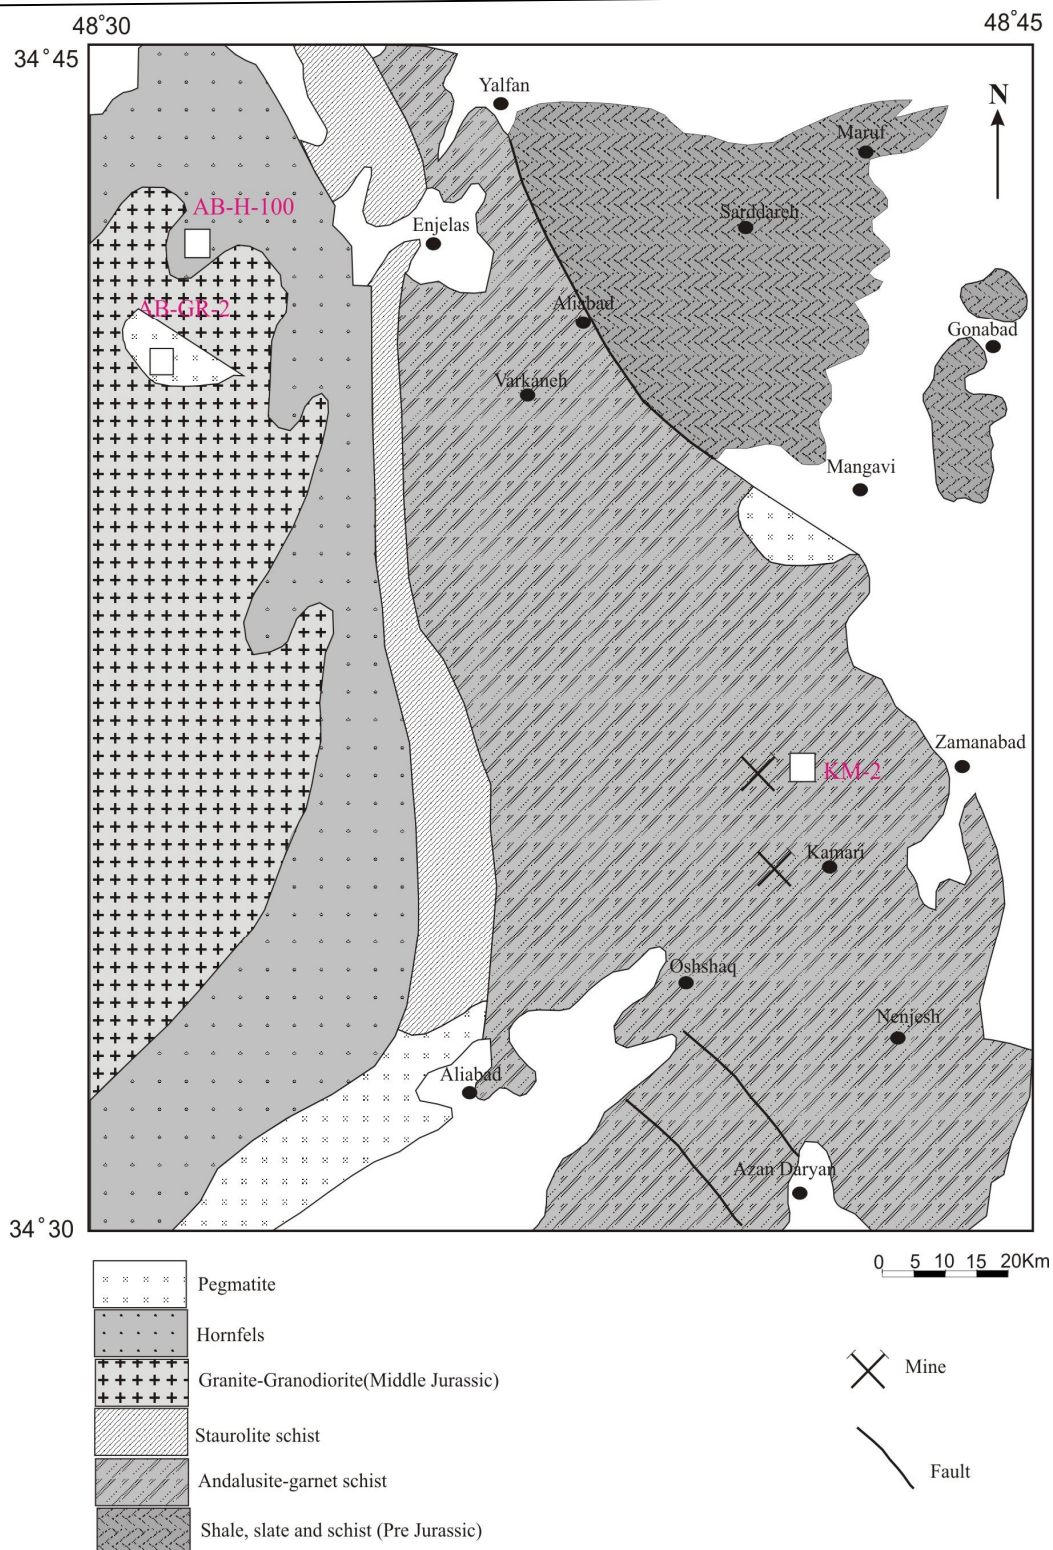 48˚30
48˚45
34˚45
Yalfan
N
Maruf
AB-H-100
Sarddareh
Enjelas
AB-GR-2
Aliabad
Gonabad
Varkaneh
Mangavi
Zamanabad
KM-2
Kamari
Oshshaq
Nenjesh
Aliabad
Azan Daryan
34˚30
0 5 10 15 20Km
Pegmatite
Hornfels
Mine
Granite-Granodiorite(Middle Jurassic)
Staurolite schist
Fault
Andalusite-garnet schist
Shale, slate and schist (Pre Jurassic)